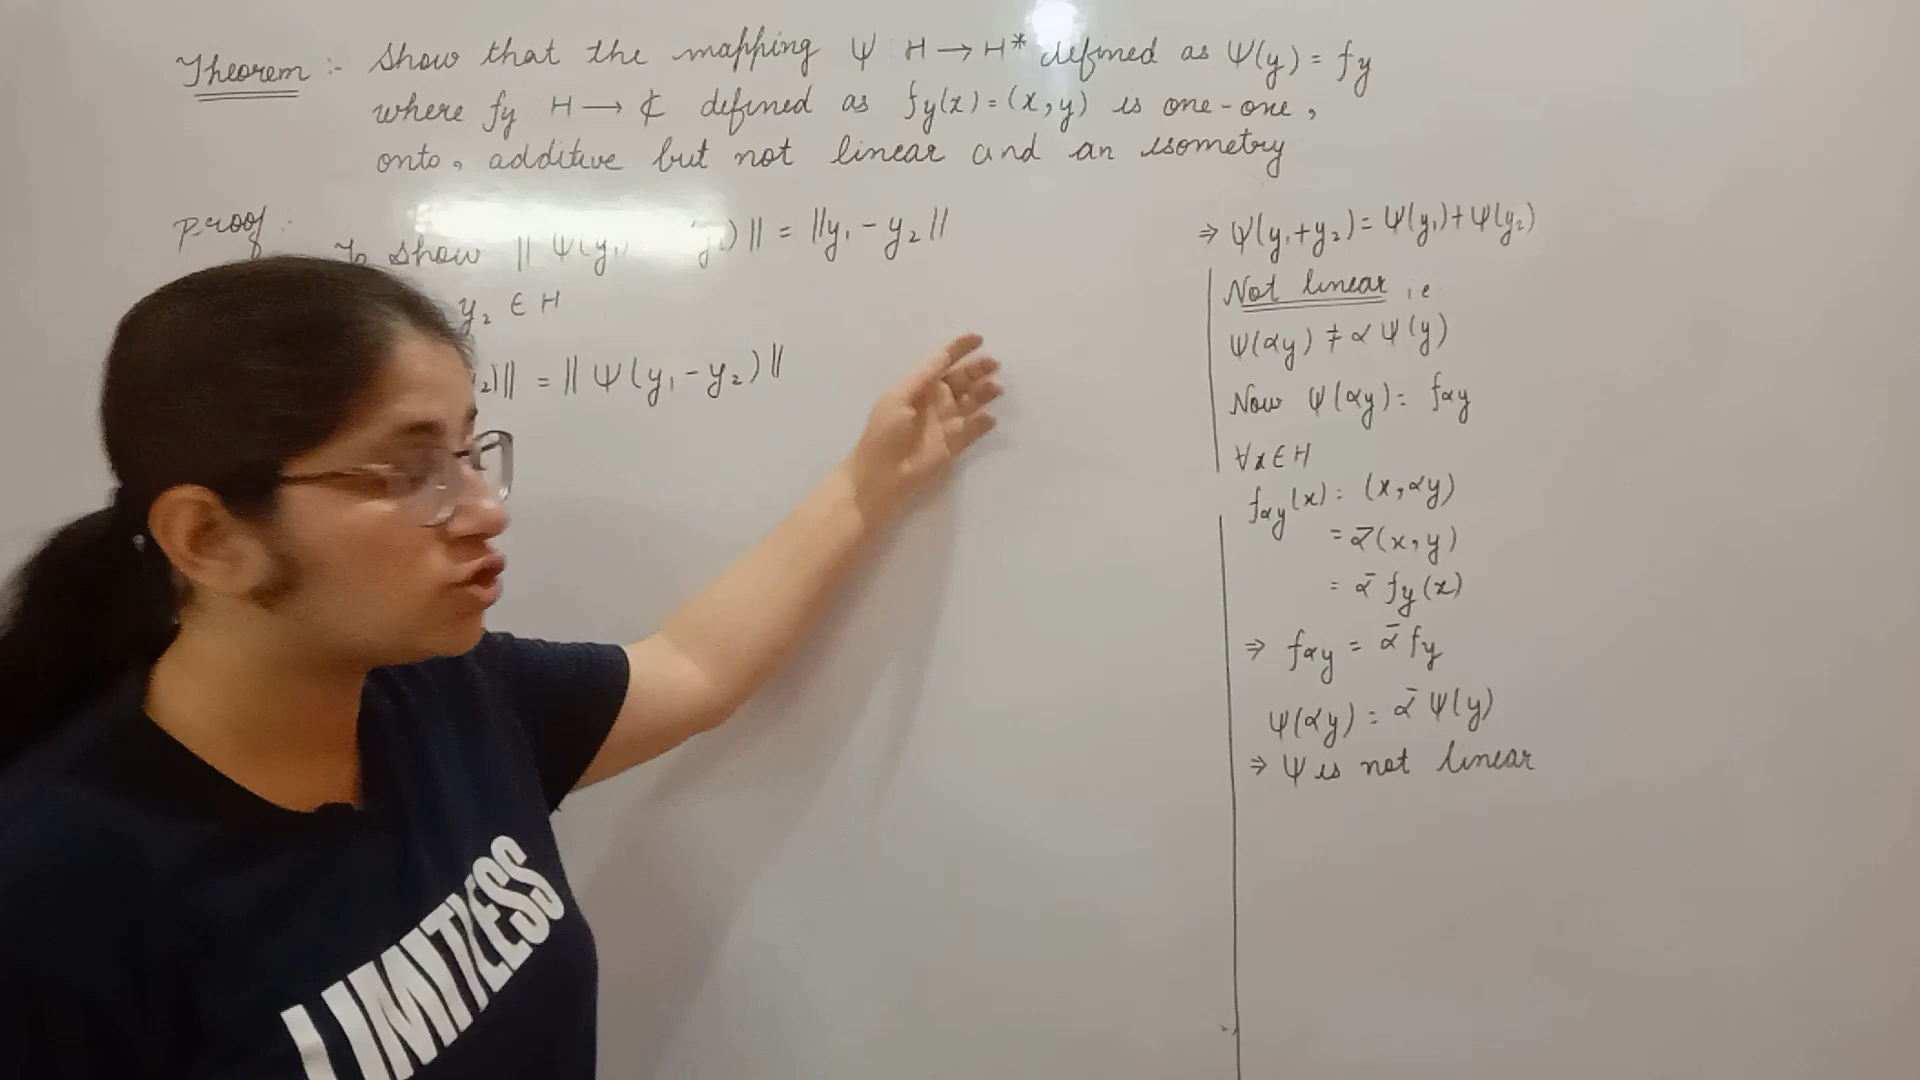 Theorem :- Show that the mapping Ψ H → H* defined as Ψ(y) = fy
where fy H → ₵ defined as fy(x) = (x, y) is one-one,
onto, additive but not linear and an isometry
Proof :
To show || Ψ(y₁ y₂) || = || y₁ - y₂ ||
y₂ ∈ H
₂)|| = || Ψ(y₁ - y₂) ||
⇒ Ψ(y₁+y₂) = Ψ(y₁) + Ψ(y₂)
Not linear i.e
Ψ(αy) ≠ α Ψ(y)
Now Ψ(αy) = fαy
∀ x ∈ H
fαy(x) = (x, αy)
= ᾱ(x, y)
= ᾱ fy(x)
⇒ fαy = ᾱ fy
Ψ(αy) = ᾱ Ψ(y)
⇒ Ψ is not linear
LIMITLESS